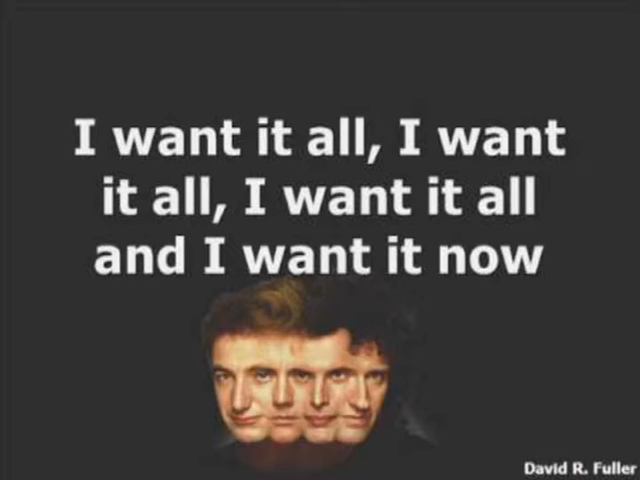 I want it all, I want
it all, I want it all
and I want it now
David R. Fuller